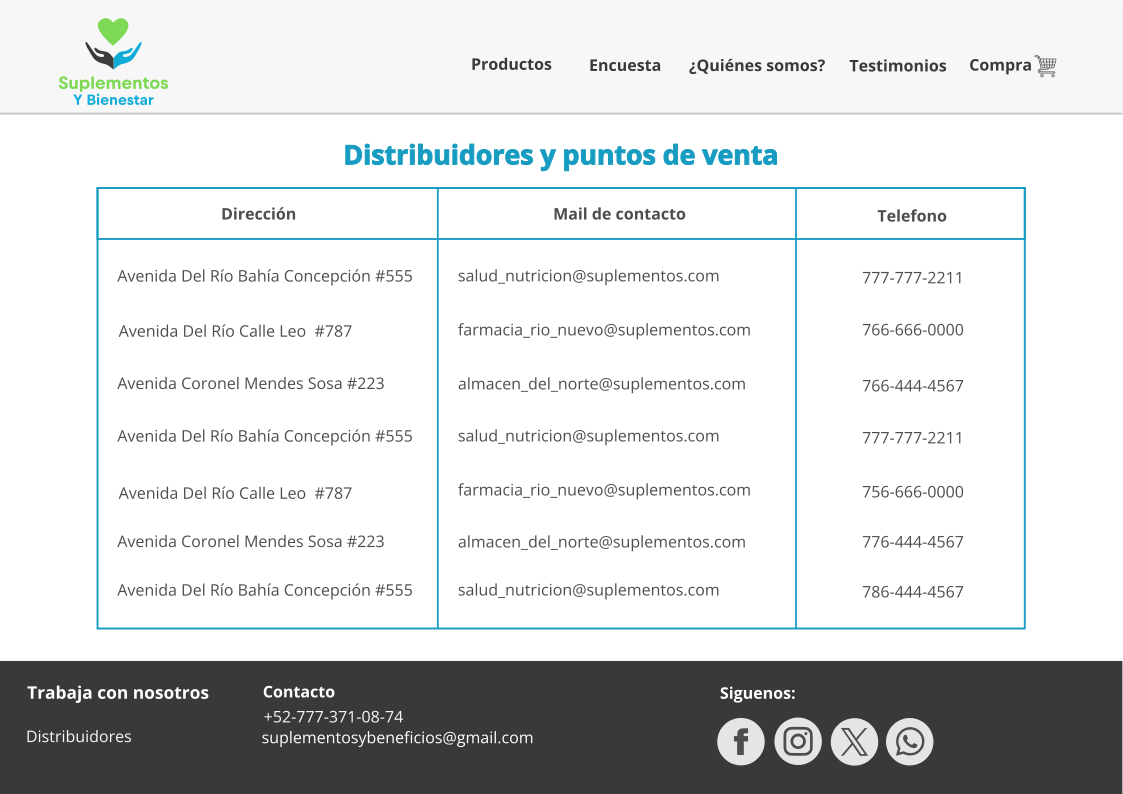 Suplementos
Y Bienestar
Productos Encuesta ¿Quiénes somos? Testimonios Compra
Distribuidores y puntos de venta
Dirección Mail de contacto Telefono
Avenida Del Río Bahía Concepción #555 salud_nutricion@suplementos.com 777-777-2211
Avenida Del Río Calle Leo #787 farmacia_rio_nuevo@suplementos.com 766-666-0000
Avenida Coronel Mendes Sosa #223 almacen_del_norte@suplementos.com 766-444-4567
Avenida Del Río Bahía Concepción #555 salud_nutricion@suplementos.com 777-777-2211
Avenida Del Río Calle Leo #787 farmacia_rio_nuevo@suplementos.com 756-666-0000
Avenida Coronel Mendes Sosa #223 almacen_del_norte@suplementos.com 776-444-4567
Avenida Del Río Bahía Concepción #555 salud_nutricion@suplementos.com 786-444-4567
Trabaja con nosotros
Distribuidores
Contacto
+52-777-371-08-74
suplementosybeneficios@gmail.com
Siguenos: